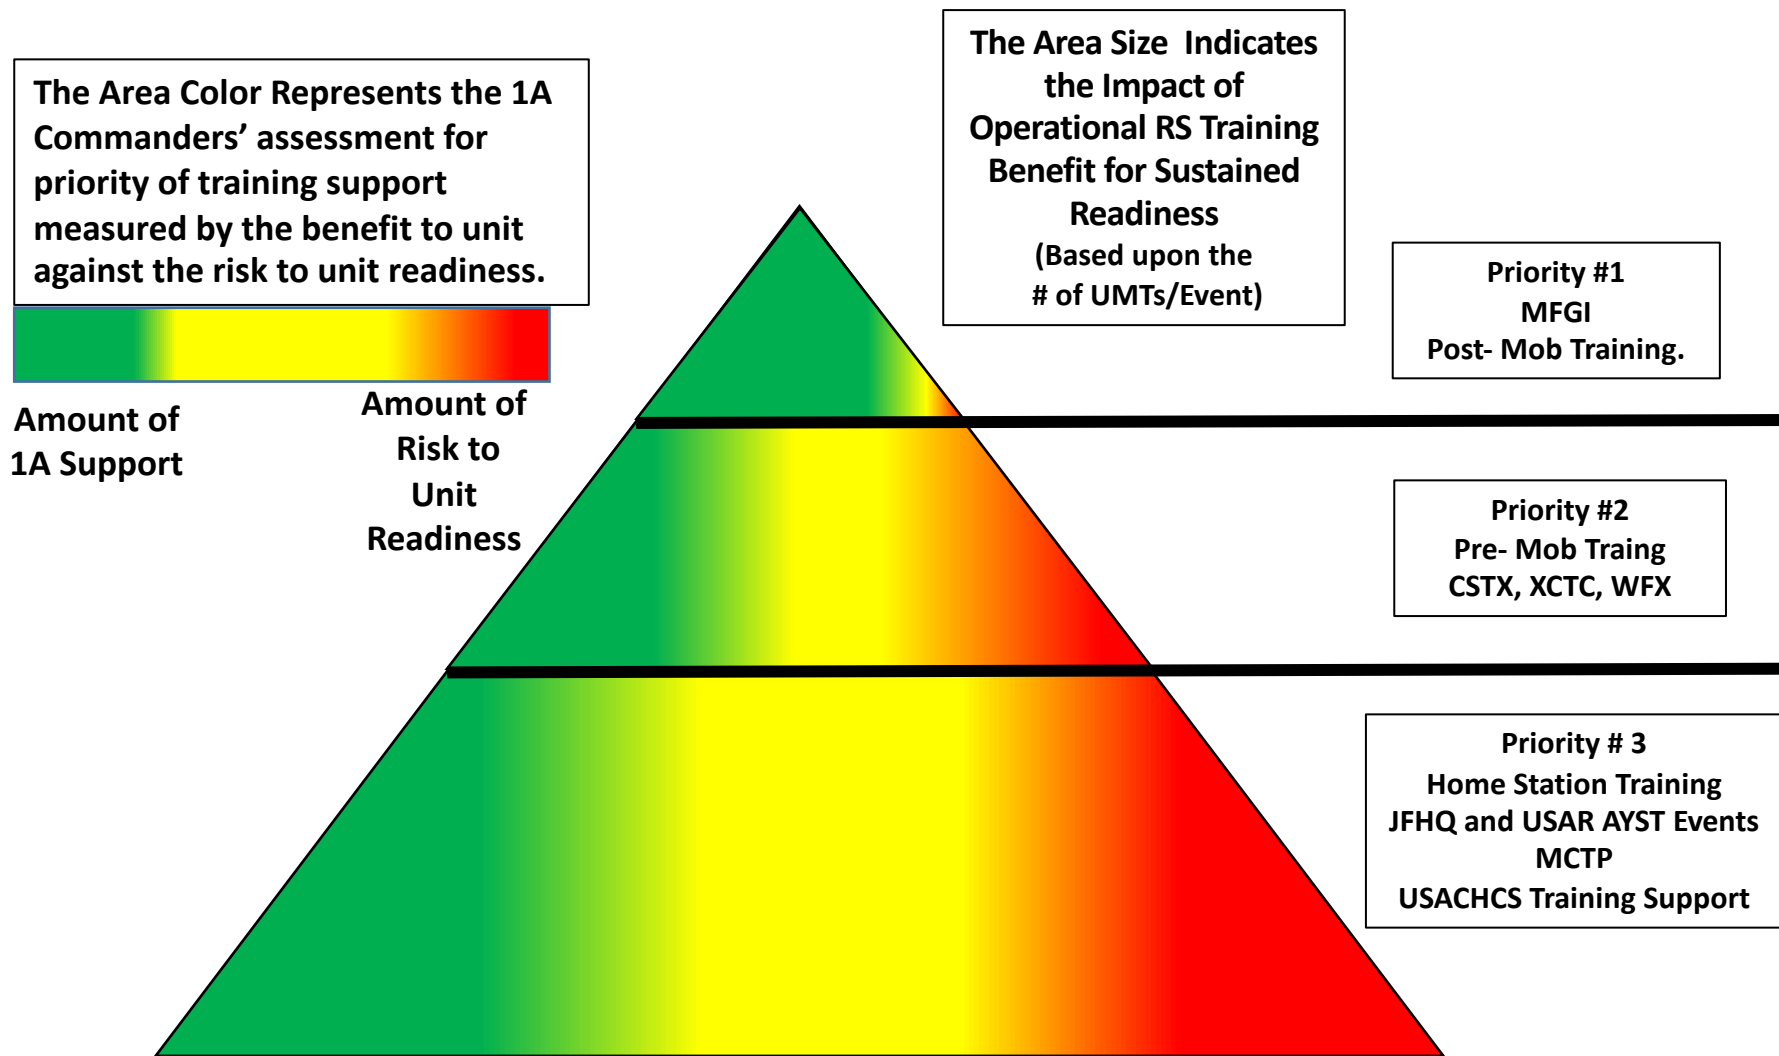 The Area Color Represents the 1A
Commanders’ assessment for
priority of training support
measured by the benefit to unit
against the risk to unit readiness.
Amount of
1A Support
Amount of
Risk to
Unit
Readiness
The Area Size Indicates
the Impact of
Operational RS Training
Benefit for Sustained
Readiness
(Based upon the
# of UMTs/Event)
Priority #1
MFGI
Post- Mob Training.
Priority #2
Pre- Mob Traing
CSTX, XCTC, WFX
Priority # 3
Home Station Training
JFHQ and USAR AYST Events
MCTP
USACHCS Training Support